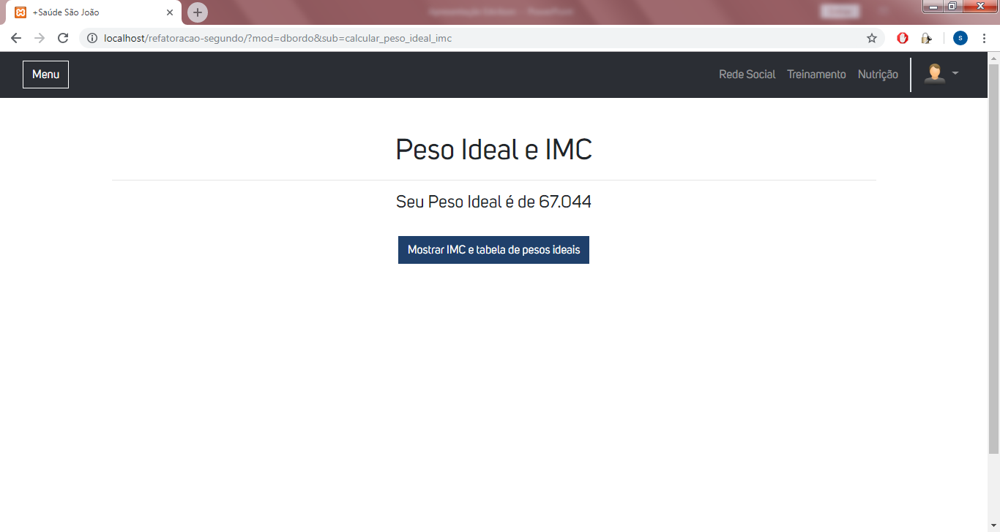 +Saúde São João
localhost/refatoracao-segundo/?mod=dbordo&sub=calcular_peso_ideal_imc
S
Menu
Rede Social Treinamento Nutrição
Peso Ideal e IMC
Seu Peso Ideal é de 67.044
Mostrar IMC e tabela de pesos ideais